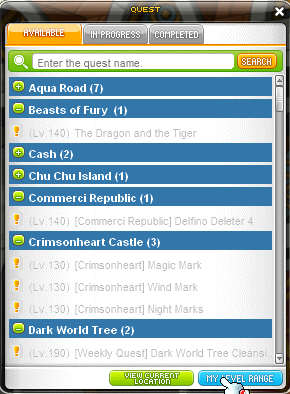 QUEST
AVAILABLE IN PROGRESS COMPLETED
Enter the quest name. SEARCH
Aqua Road (7)
Beasts of Fury (1)
(Lv.140) The Dragon and the Tiger
Cash (2)
Chu Chu Island (1)
Commerci Republic (1)
(Lv.140) [Commerci Republic] Delfino Deleter 4
Crimsonheart Castle (3)
(Lv.130) [Crimsonheart] Magic Mark
(Lv.130) [Crimsonheart] Wind Mark
(Lv.130) [Crimsonheart] Night Marks
Dark World Tree (2)
(Lv.190) [Weekly Quest] Dark World Tree Cleansi
VIEW CURRENT LOCATION
MY LEVEL RANGE